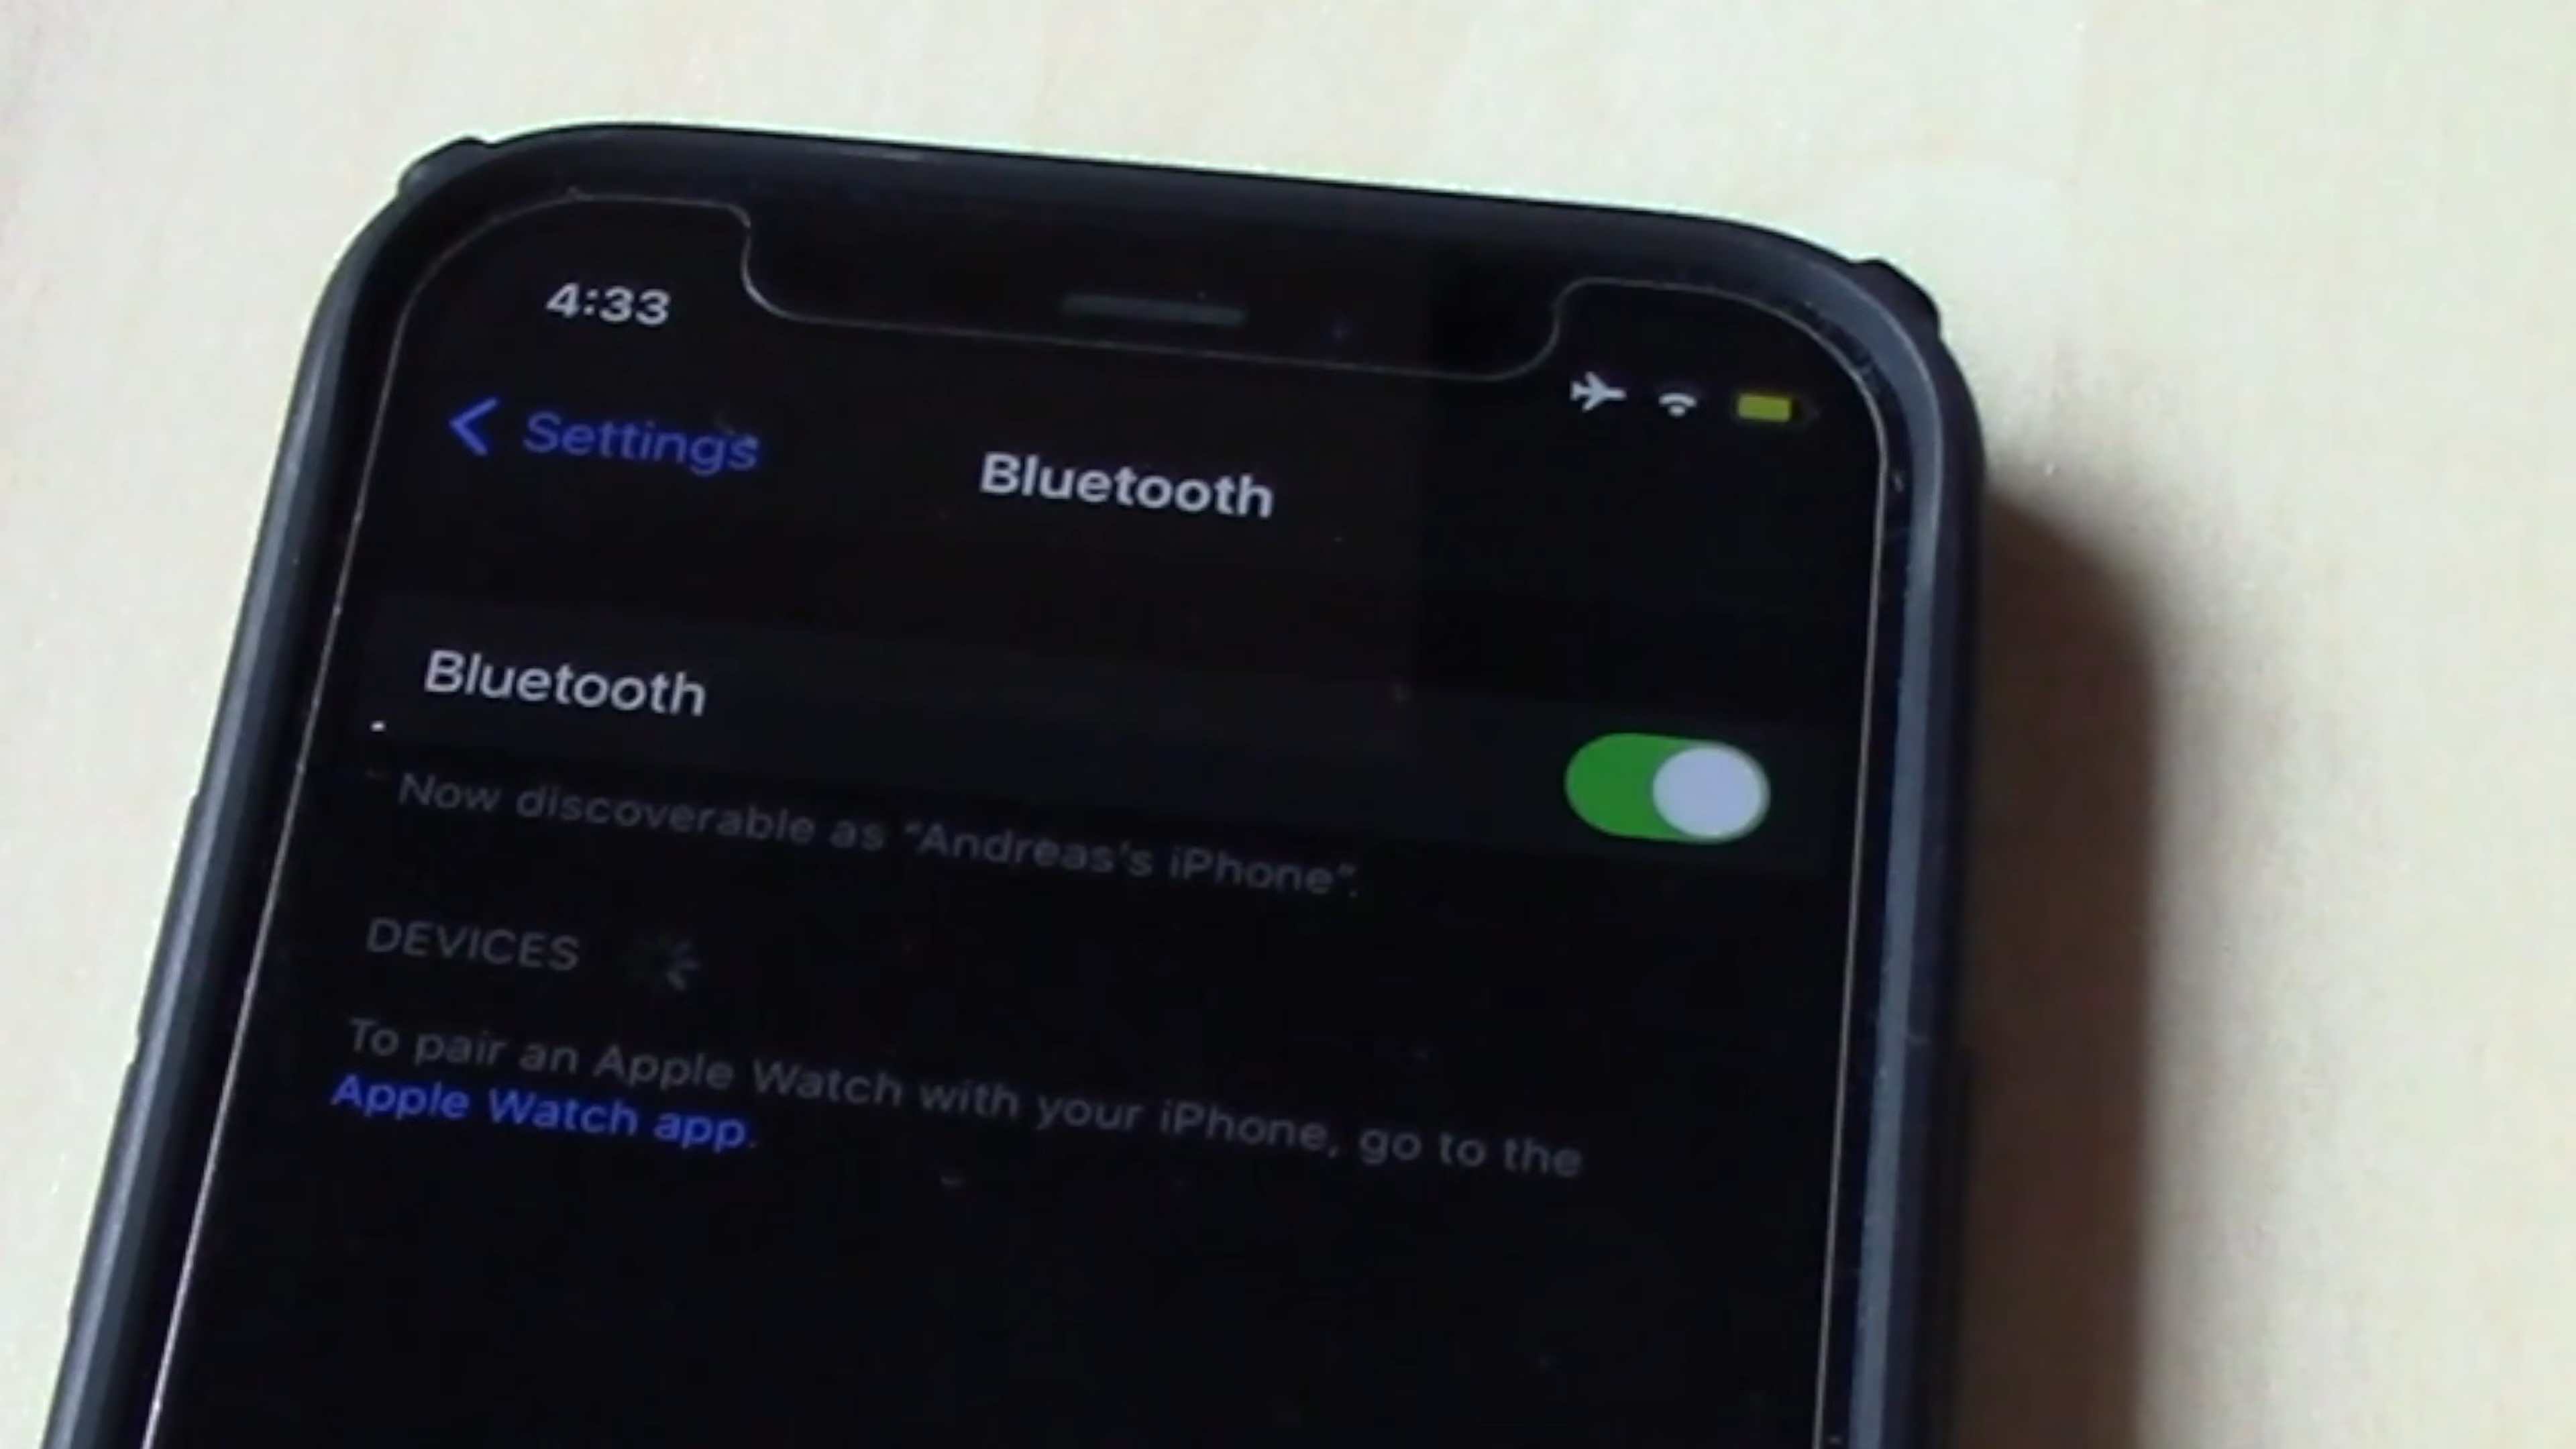 4:33
Settings
Bluetooth
Bluetooth
Now discoverable as “Andreas’s iPhone”.
DEVICES
To pair an Apple Watch with your iPhone, go to the
Apple Watch app.